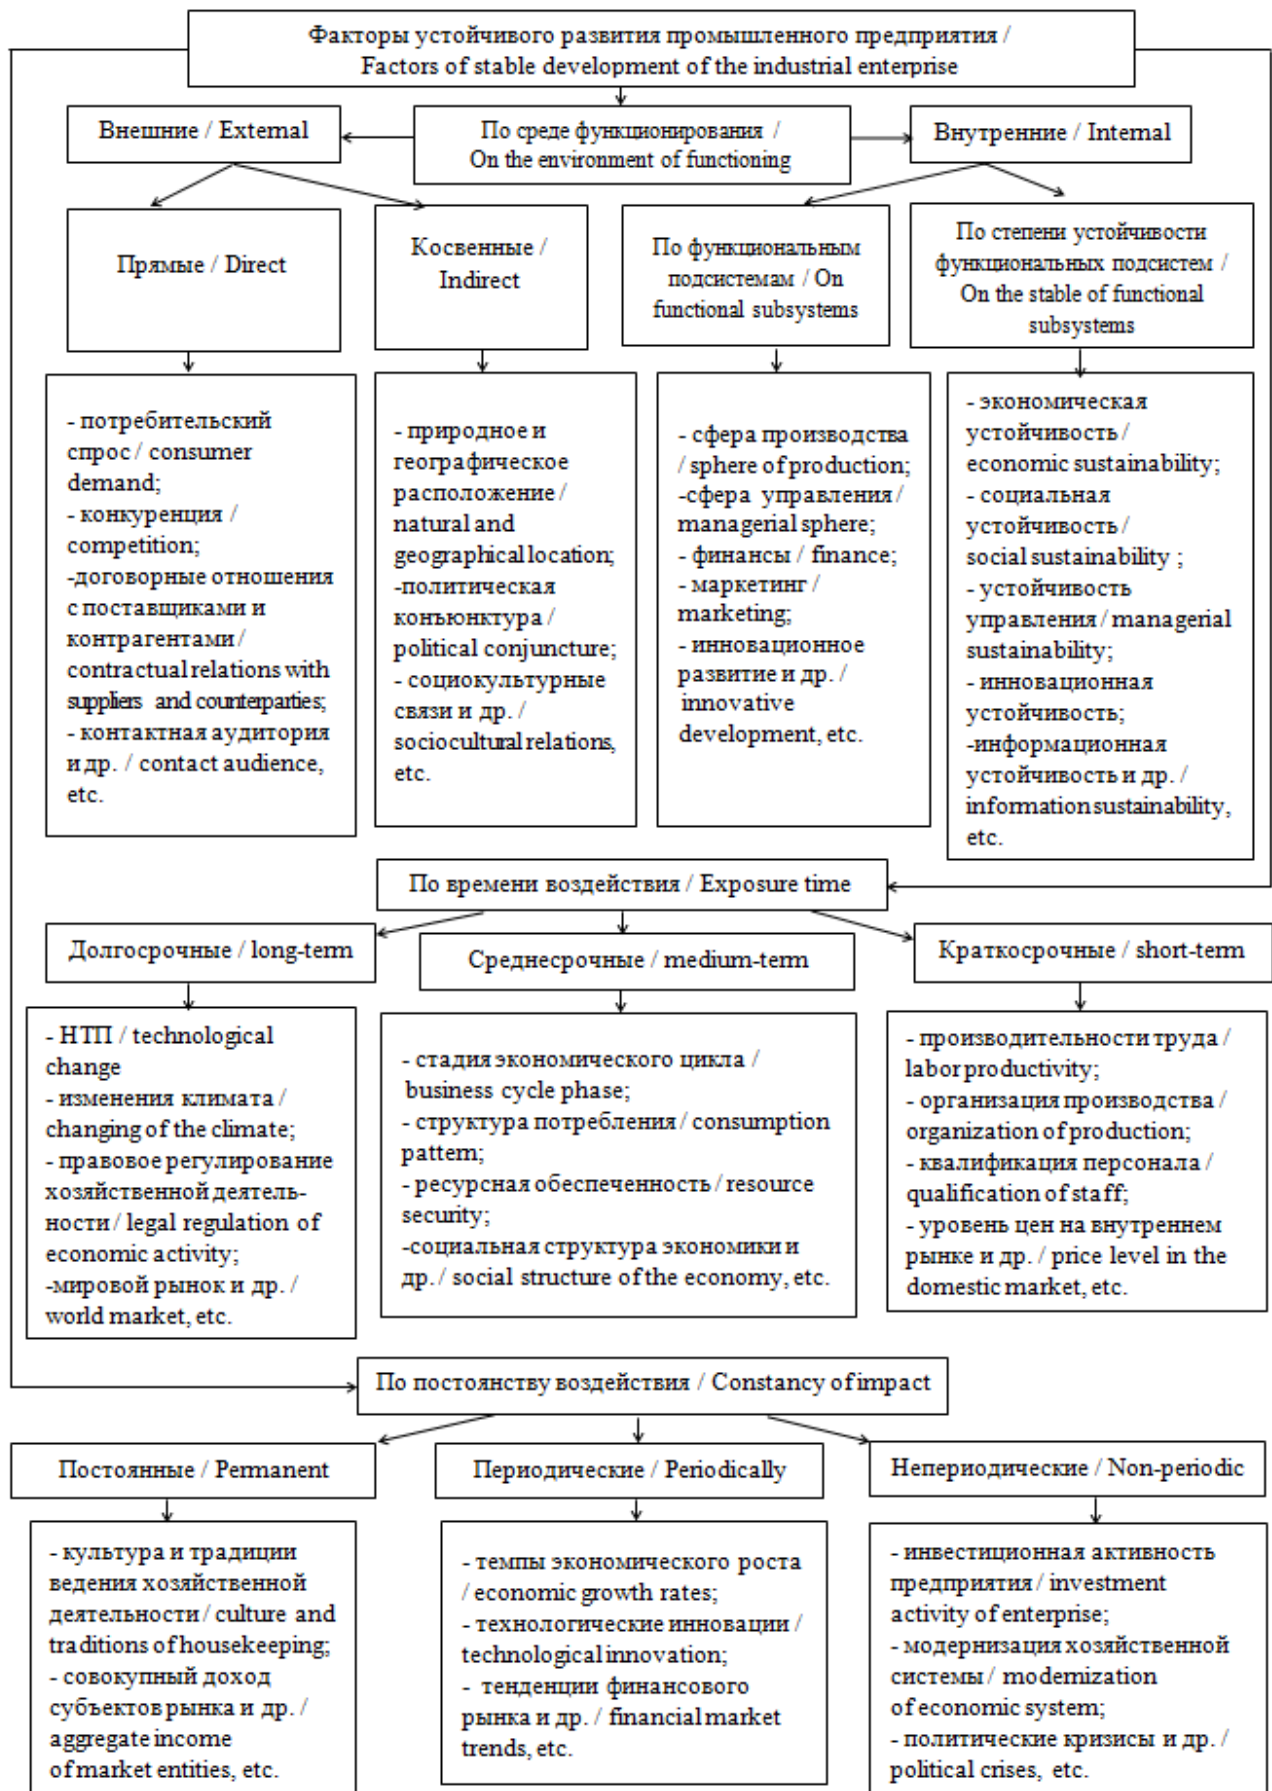 Факторы устойчивого развития промышленного предприятия /
Factors of stable development of the industrial enterprise
Внешние / External
По среде функционирования /
On the environment of functioning
Внутренние / Internal
Прямые / Direct
Косвенные /
Indirect
По функциональным
подсистемам / On
functional subsystems
По степени устойчивости
функциональных подсистем /
On the stable of functional
subsystems
- потребительский
спрос / consumer
demand;
- конкуренция /
competition;
-договорные отношения
с поставщиками и
контрагентами /
contractual relations with
suppliers and counterparties;
- контактная аудитория
и др. / contact audience,
etc.
- природное и
географическое
расположение /
natural and
geographical location;
-политическая
конъюнктура /
political conjuncture;
- социокультурные
связи и др. /
sociocultural relations,
etc.
- сфера производства
/ sphere of production;
-сфера управления /
managerial sphere;
- финансы / finance;
- маркетинг /
marketing;
- инновационное
развитие и др. /
innovative
development, etc.
- экономическая
устойчивость /
economic sustainability;
- социальная
устойчивость /
social sustainability ;
- устойчивость
управления / managerial
sustainability;
- инновационная
устойчивость;
-информационная
устойчивость и др. /
information sustainability,
etc.
По времени воздействия / Exposure time
Долгосрочные / long-term
Среднесрочные / medium-term
Краткосрочные / short-term
- НТП / technological
change
- изменения климата /
changing of the climate;
- правовое регулирование
хозяйственной деятель-
ности / legal regulation of
economic activity;
-мировой рынок и др. /
world market, etc.
- стадия экономического цикла /
business cycle phase;
- структура потребления / consumption
pattern;
- ресурсная обеспеченность / resource
security;
-социальная структура экономики и
др. / social structure of the economy, etc.
- производительности труда /
labor productivity;
- организация производства /
organization of production;
- квалификация персонала /
qualification of staff;
- уровень цен на внутреннем
рынке и др. / price level in the
domestic market, etc.
По постоянству воздействия / Constancy of impact
Постоянные / Permanent
Периодические / Periodically
Непериодические / Non-periodic
- культура и традиции
ведения хозяйственной
деятельности / culture and
traditions of housekeeping;
- совокупный доход
субъектов рынка и др. /
aggregate income
of market entities, etc.
- темпы экономического роста
/ economic growth rates;
- технологические инновации /
technological innovation;
- тенденции финансового
рынка и др. / financial market
trends, etc.
- инвестиционная активность
предприятия / investment
activity of enterprise;
- модернизация хозяйственной
системы / modernization
of economic system;
- политические кризисы и др. /
political crises, etc.